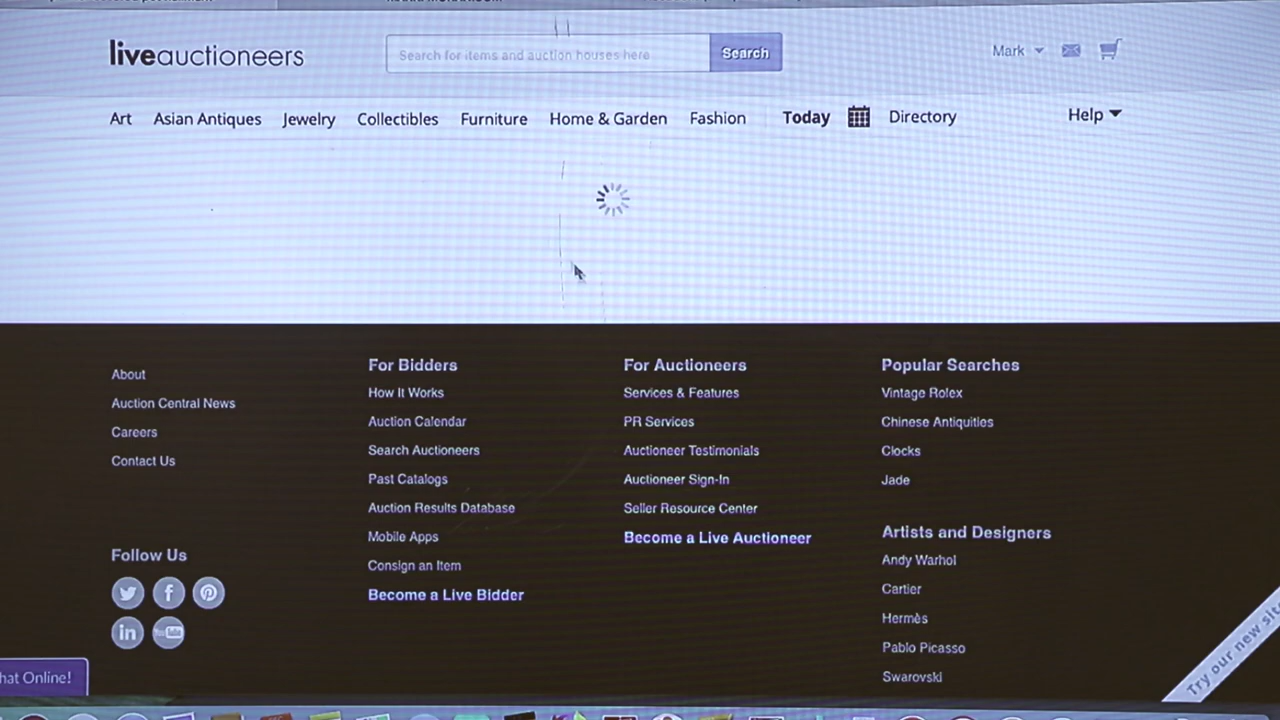 liveauctioneers
Search for items and auction houses here
Search
Mark
Art Asian Antiques Jewelry Collectibles Furniture Home & Garden Fashion Today Directory Help
About
Auction Central News
Careers
Contact Us
Follow Us
For Bidders
How It Works
Auction Calendar
Search Auctioneers
Past Catalogs
Auction Results Database
Mobile Apps
Consign an Item
Become a Live Bidder
For Auctioneers
Services & Features
PR Services
Auctioneer Testimonials
Auctioneer Sign-In
Seller Resource Center
Become a Live Auctioneer
Popular Searches
Vintage Rolex
Chinese Antiquities
Clocks
Jade
Artists and Designers
Andy Warhol
Cartier
Hermès
Pablo Picasso
Swarovski
hat Online!
Try our new sit